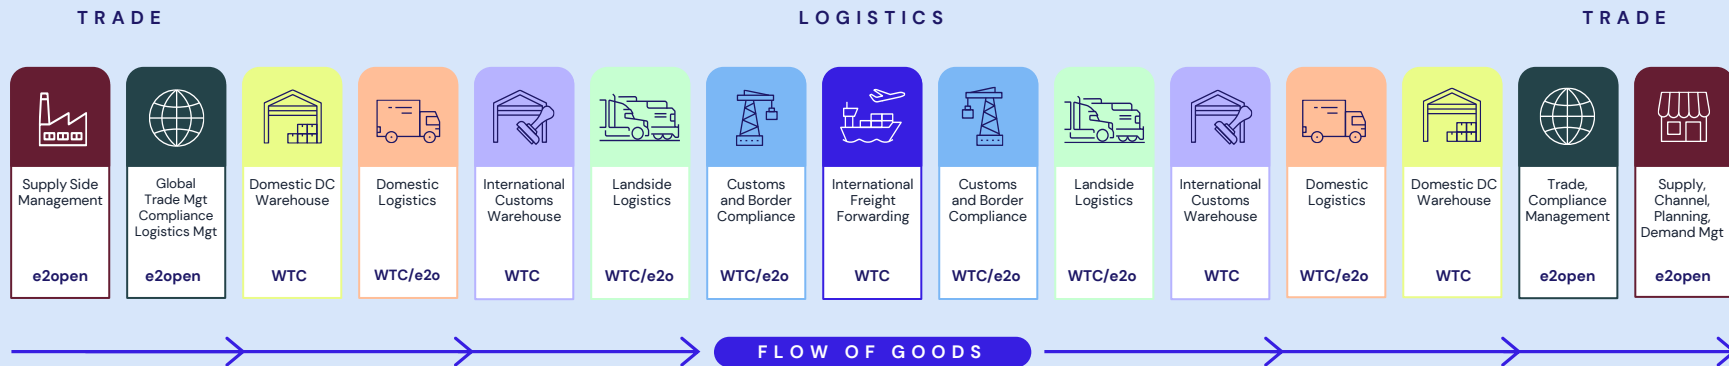 TRADE
LOGISTICS
TRADE
Supply Side
Management
e2open
Global
Trade Mgt
Compliance
Logistics Mgt
e2open
Domestic DC
Warehouse
WTC
Domestic
Logistics
WTC/e2o
International
Customs
Warehouse
WTC
Landside
Logistics
WTC/e2o
Customs
and Border
Compliance
WTC/e2o
International
Freight
Forwarding
WTC
Customs
and Border
Compliance
WTC/e2o
Landside
Logistics
WTC/e2o
International
Customs
Warehouse
WTC
Domestic
Logistics
WTC/e2o
Domestic DC
Warehouse
WTC
Trade,
Compliance
Management
e2open
Supply,
Channel,
Planning,
Demand Mgt
e2open
FLOW OF GOODS